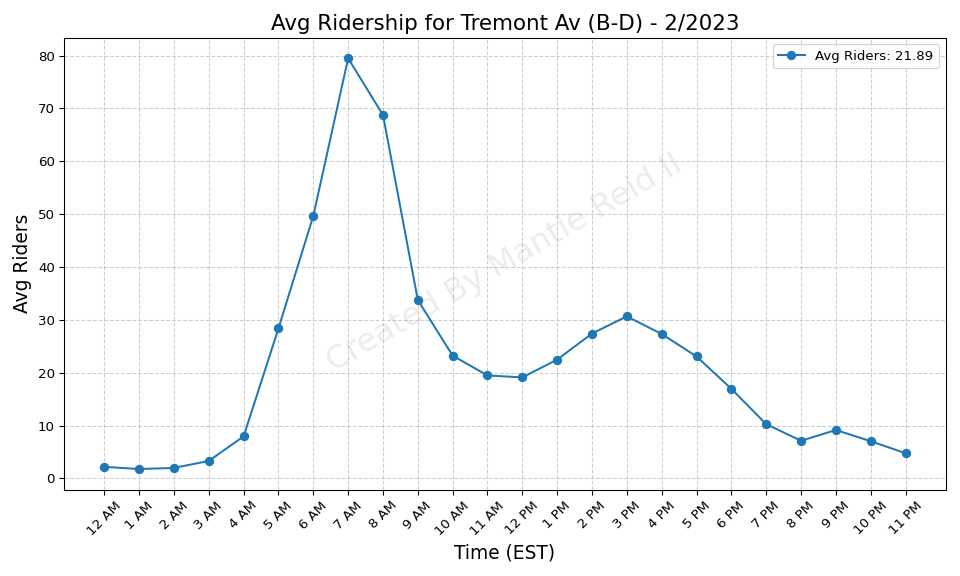 Avg Ridership for Tremont Av (B-D) - 2/2023
Avg Riders: 21.89
80
70
60
50
40
30
20
10
0
Avg Riders
Created By Mantle Reid II
12 AM 1 AM 2 AM 3 AM 4 AM 5 AM 6 AM 7 AM 8 AM 9 AM 10 AM 11 AM 12 PM 1 PM 2 PM 3 PM 4 PM 5 PM 6 PM 7 PM 8 PM 9 PM 10 PM 11 PM
Time (EST)